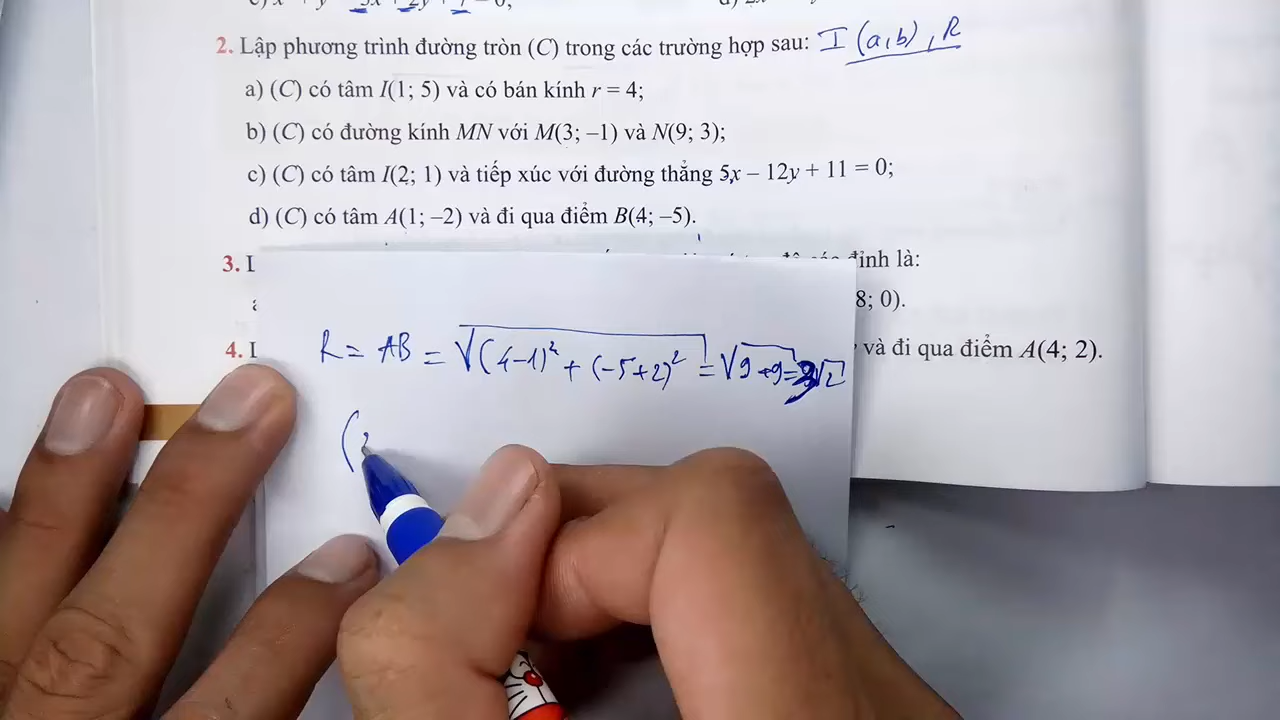 2. Lập phương trình đường tròn (C) trong các trường hợp sau: I (a,b), R
a) (C) có tâm I(1; 5) và có bán kính r = 4;
b) (C) có đường kính MN với M(3; –1) và N(9; 3);
c) (C) có tâm I(2; 1) và tiếp xúc với đường thẳng 5x – 12y + 11 = 0;
d) (C) có tâm A(1; –2) và đi qua điểm B(4; –5).
3. đỉnh là:
8; 0).
4. và đi qua điểm A(4; 2).
R = AB = √(4-1)² + (-5+2)² = √9+9 = 3√2
(